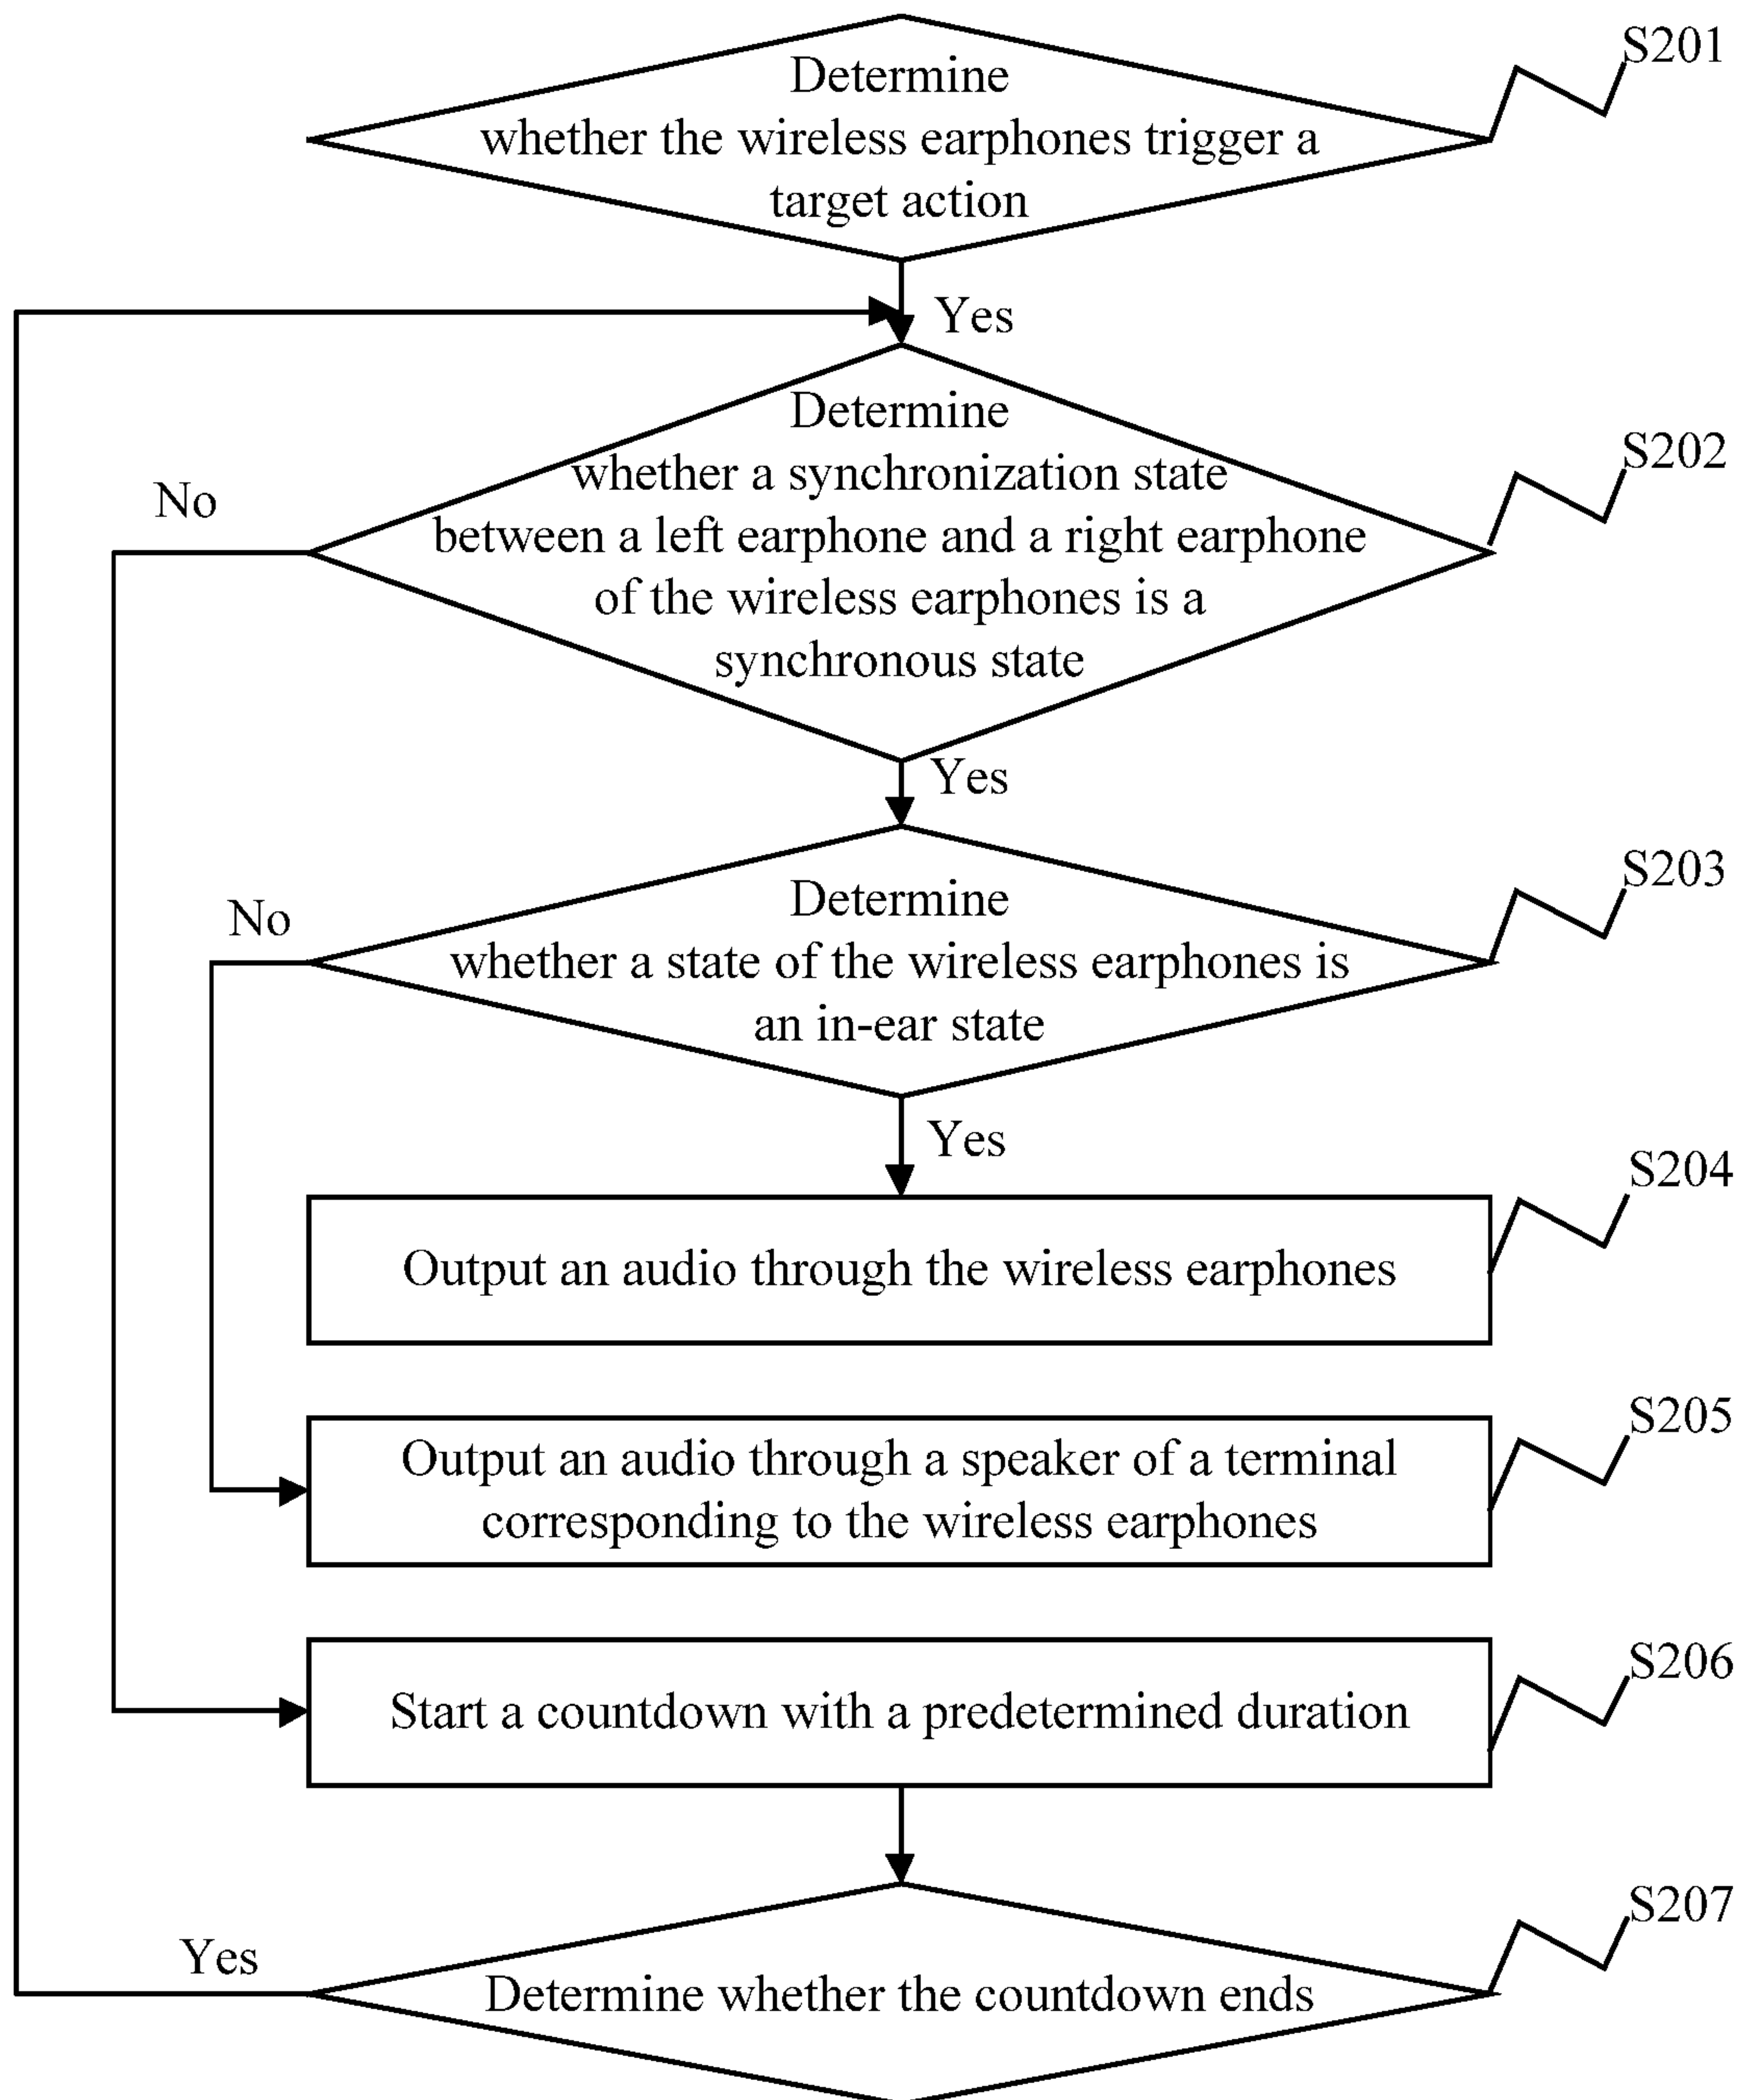 S201
Determine
whether the wireless earphones trigger a
target action
Yes
S202
Determine
whether a synchronization state
between a left earphone and a right earphone
of the wireless earphones is a
synchronous state
No
Yes
S203
Determine
whether a state of the wireless earphones is
an in-ear state
No
Yes
S204
Output an audio through the wireless earphones
S205
Output an audio through a speaker of a terminal
corresponding to the wireless earphones
S206
Start a countdown with a predetermined duration
S207
Yes
Determine whether the countdown ends